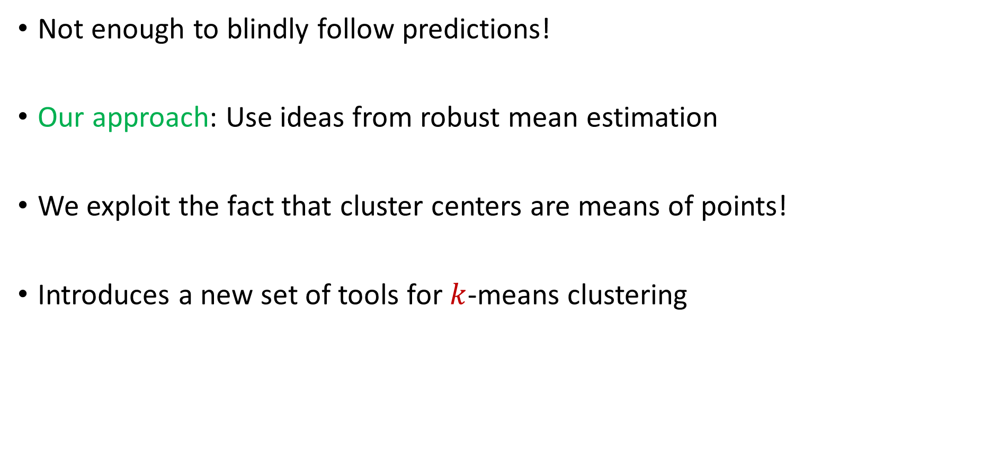 • Not enough to blindly follow predictions!
• Our approach: Use ideas from robust mean estimation
• We exploit the fact that cluster centers are means of points!
• Introduces a new set of tools for k-means clustering